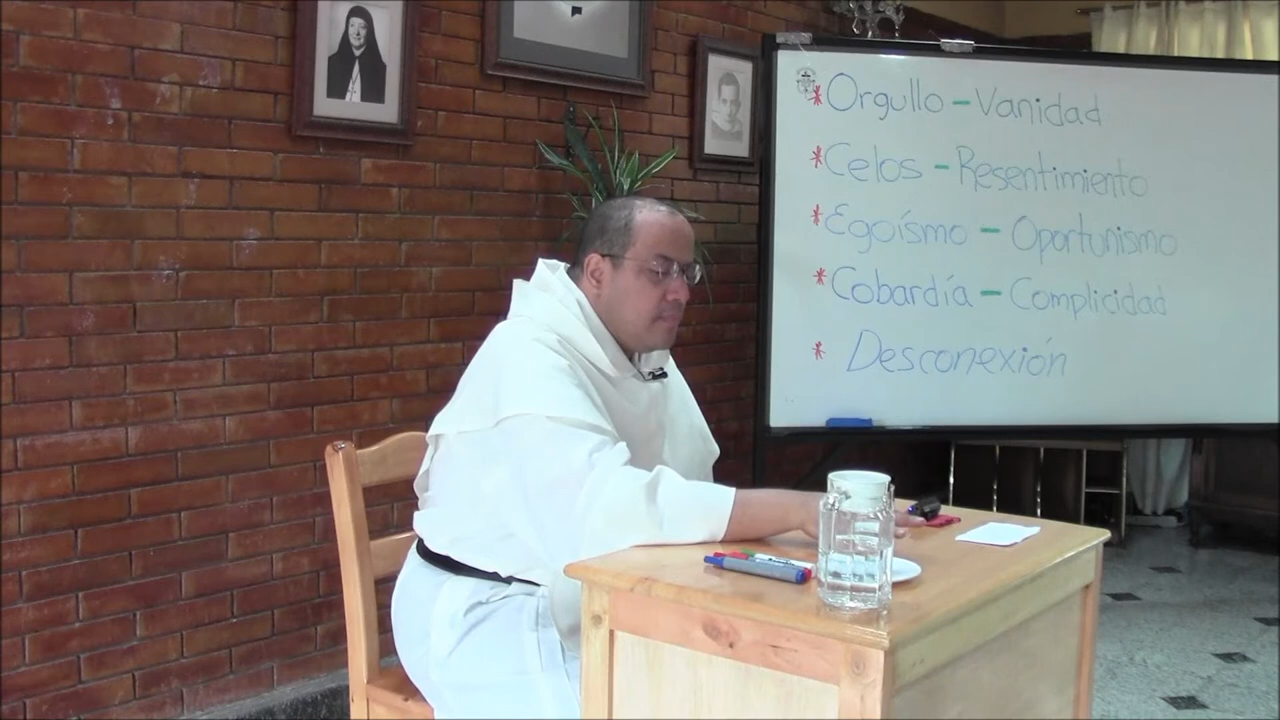 * Orgullo - Vanidad
* Celos - Resentimiento
* Egoísmo - Oportunismo
* Cobardía - Complicidad
* Desconexión